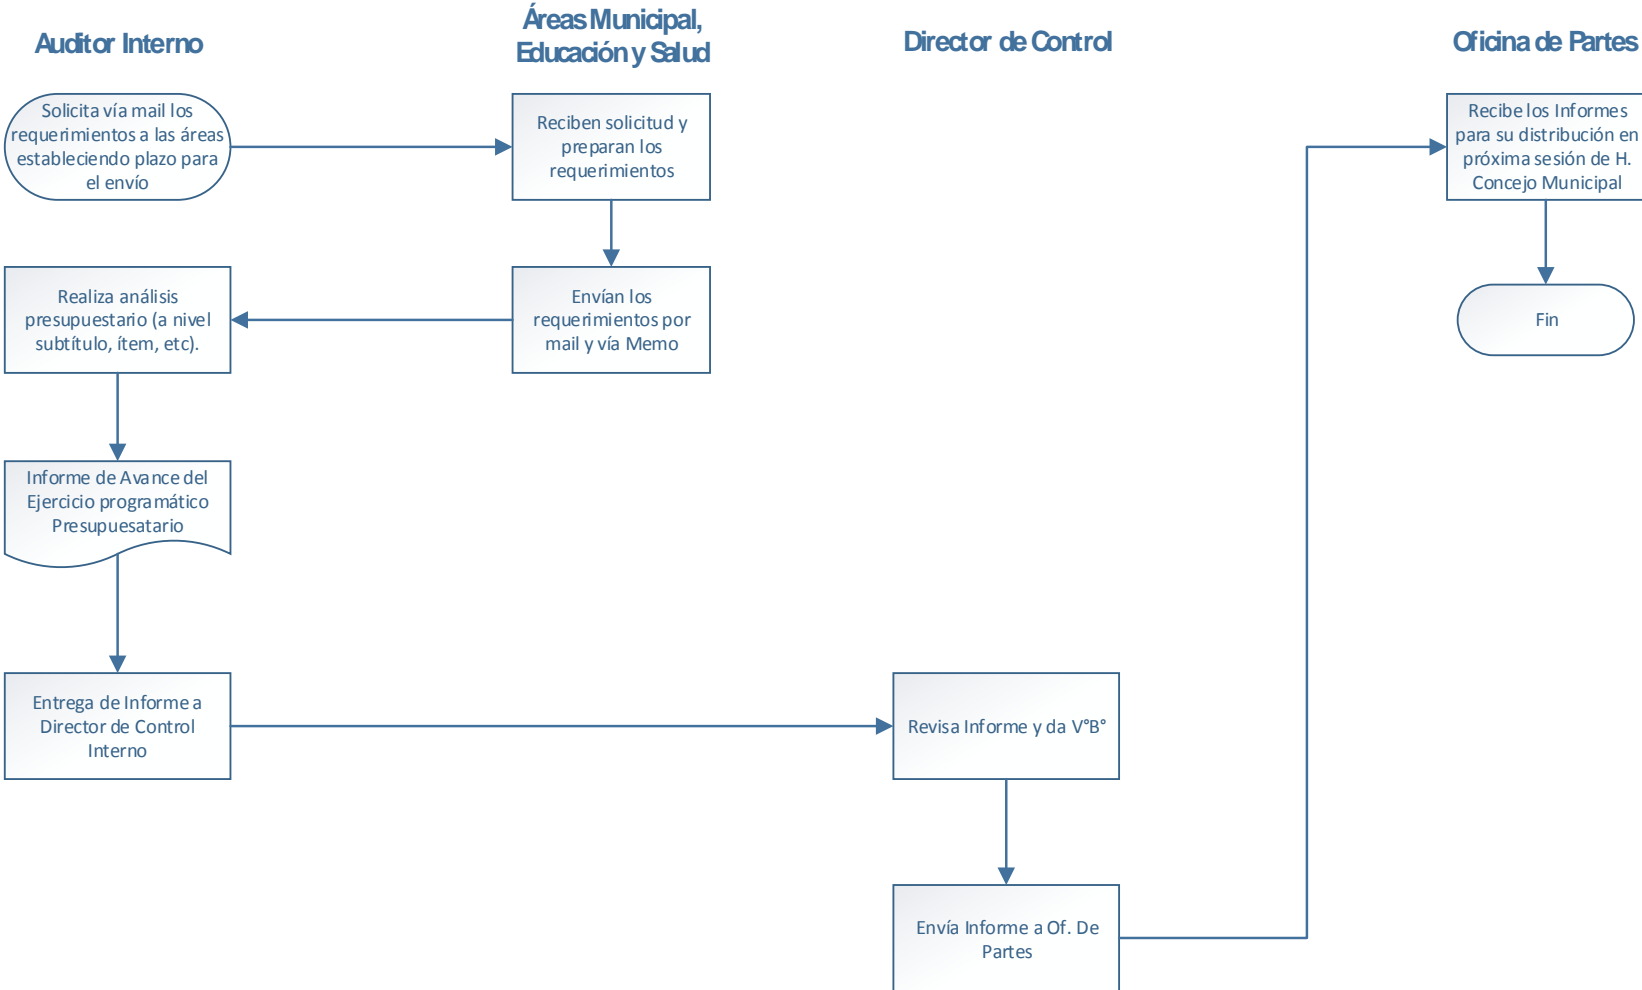 Auditor Interno
Áreas Municipal,
Educación y Salud
Director de Control
Oficina de Partes
Solicita vía mail los
requerimientos a las áreas
estableciendo plazo para
el envío
Reciben solicitud y
preparan los
requerimientos
Recibe los Informes
para su distribución en
próxima sesión de H.
Concejo Municipal
Realiza análisis
presupuestario (a nivel
subtítulo, ítem, etc).
Envían los
requerimientos por
mail y vía Memo
Fin
Informe de Avance del
Ejercicio programático
Presupuesatario
Entrega de Informe a
Director de Control
Interno
Revisa Informe y da V°B°
Envía Informe a Of. De
Partes